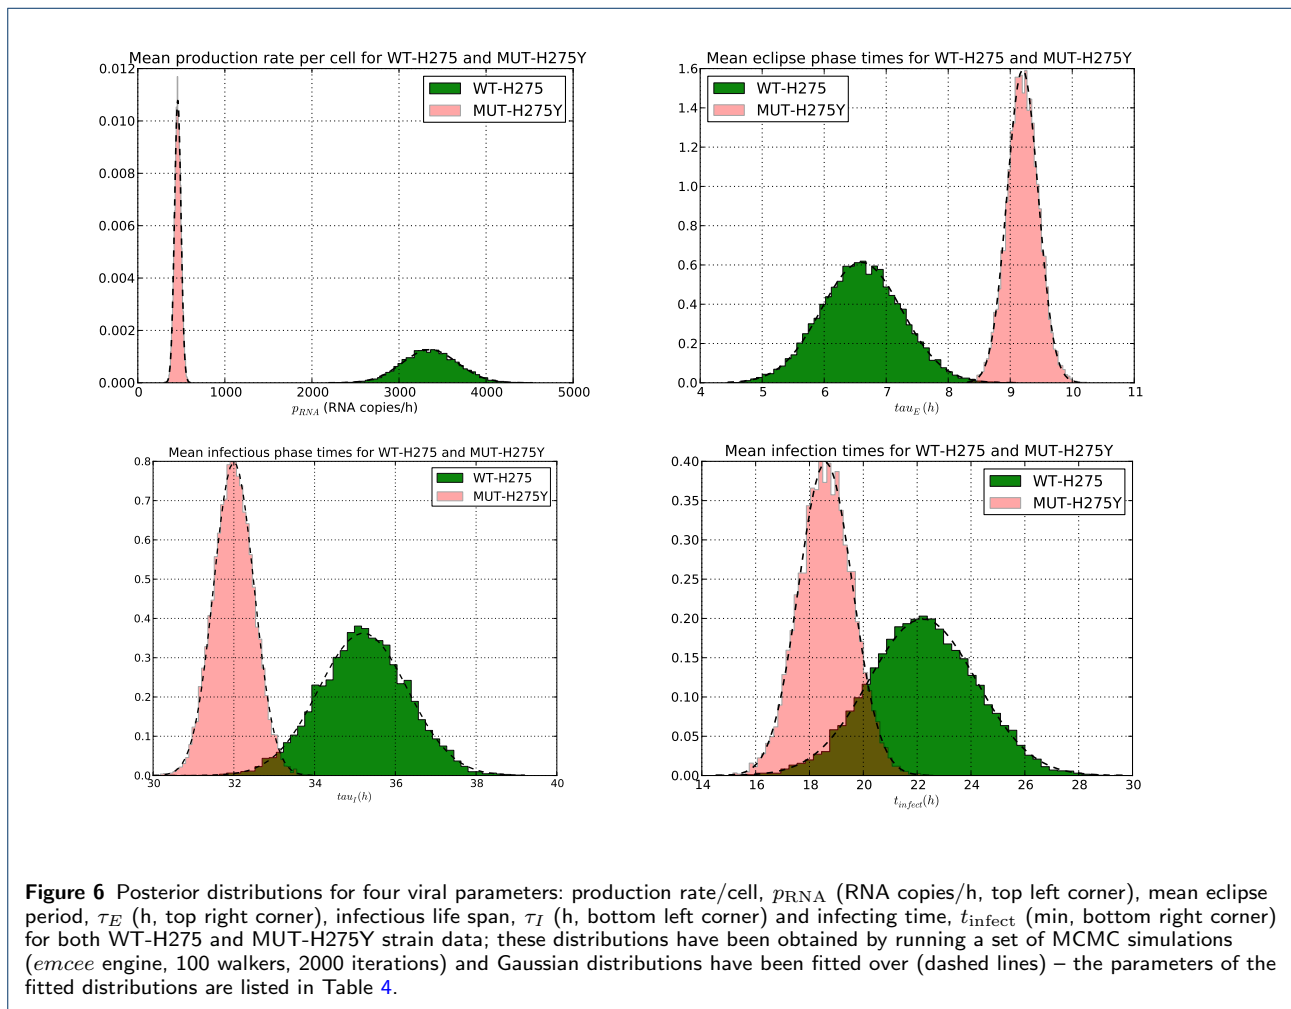 Mean production rate per cell for WT-H275 and MUT-H275Y
0.012
0.010
0.008
0.006
0.004
0.002
0.000
WT-H275
MUT-H275Y
0 1000 2000 3000 4000 5000
p_RNA (RNA copies/h)
Mean eclipse phase times for WT-H275 and MUT-H275Y
1.6
1.4
1.2
1.0
0.8
0.6
0.4
0.2
0.0
WT-H275
MUT-H275Y
4 5 6 7 8 9 10 11
tau_E(h)
Mean infectious phase times for WT-H275 and MUT-H275Y
0.8
0.7
0.6
0.5
0.4
0.3
0.2
0.1
0.0
WT-H275
MUT-H275Y
30 32 34 36 38 40
tau_I(h)
Mean infection times for WT-H275 and MUT-H275Y
0.40
0.35
0.30
0.25
0.20
0.15
0.10
0.05
0.00
WT-H275
MUT-H275Y
14 16 18 20 22 24 26 28 30
t_infect(h)
Figure 6 Posterior distributions for four viral parameters: production rate/cell, p_RNA (RNA copies/h, top left corner), mean eclipse
period, τ_E (h, top right corner), infectious life span, τ_I (h, bottom left corner) and infecting time, t_infect (min, bottom right corner)
for both WT-H275 and MUT-H275Y strain data; these distributions have been obtained by running a set of MCMC simulations
(emcee engine, 100 walkers, 2000 iterations) and Gaussian distributions have been fitted over (dashed lines) – the parameters of the
fitted distributions are listed in Table 4.